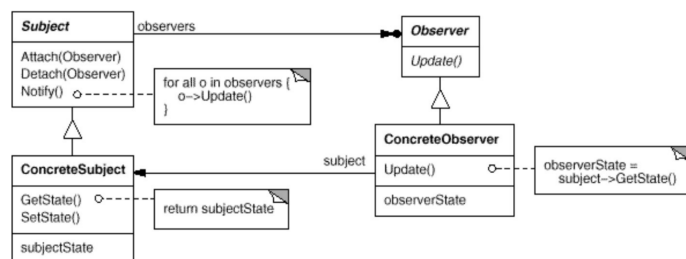 Subject
observers
Observer
Attach(Observer)
Detach(Observer)
Notify()
for all o in observers {
o->Update()
}
Update()
ConcreteSubject
GetState()
SetState()
subjectState
return subjectState
subject
ConcreteObserver
Update()
observerState
observerState =
subject->GetState()